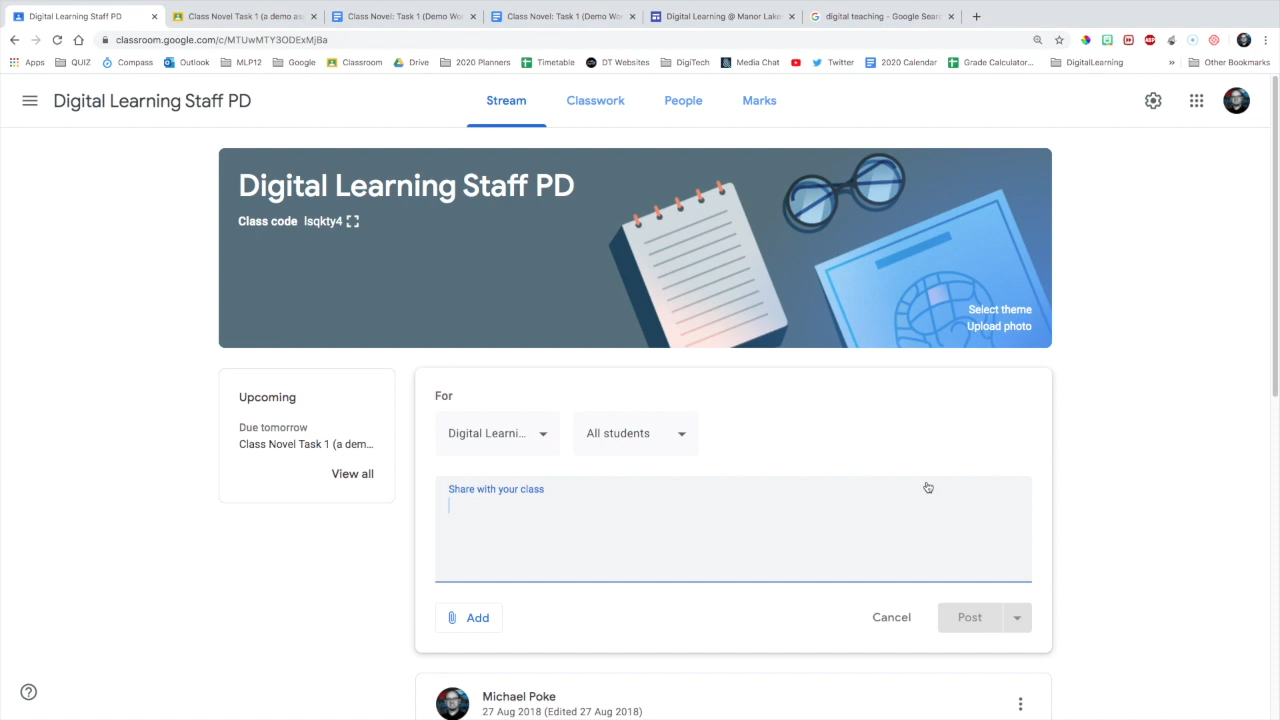 Digital Learning Staff PD
Class Novel Task 1 (a demo as
Class Novel: Task 1 (Demo Wo
Class Novel: Task 1 (Demo Wo
Digital Learning @ Manor Lake
digital teaching - Google Sear
classroom.google.com/c/MTUwMTY3ODExMjBa
Apps QUIZ Compass Outlook MLP12 Google Classroom Drive 2020 Planners Timetable DT Websites DigiTech Media Chat Twitter 2020 Calendar Grade Calculator... DigitalLearning » Other Bookmarks
Digital Learning Staff PD
Stream Classwork People Marks
Digital Learning Staff PD
Class code lsqkty4
Select theme
Upload photo
Upcoming
Due tomorrow
Class Novel Task 1 (a dem...
View all
For
Digital Learni... All students
Share with your class
Add
Cancel Post
Michael Poke
27 Aug 2018 (Edited 27 Aug 2018)